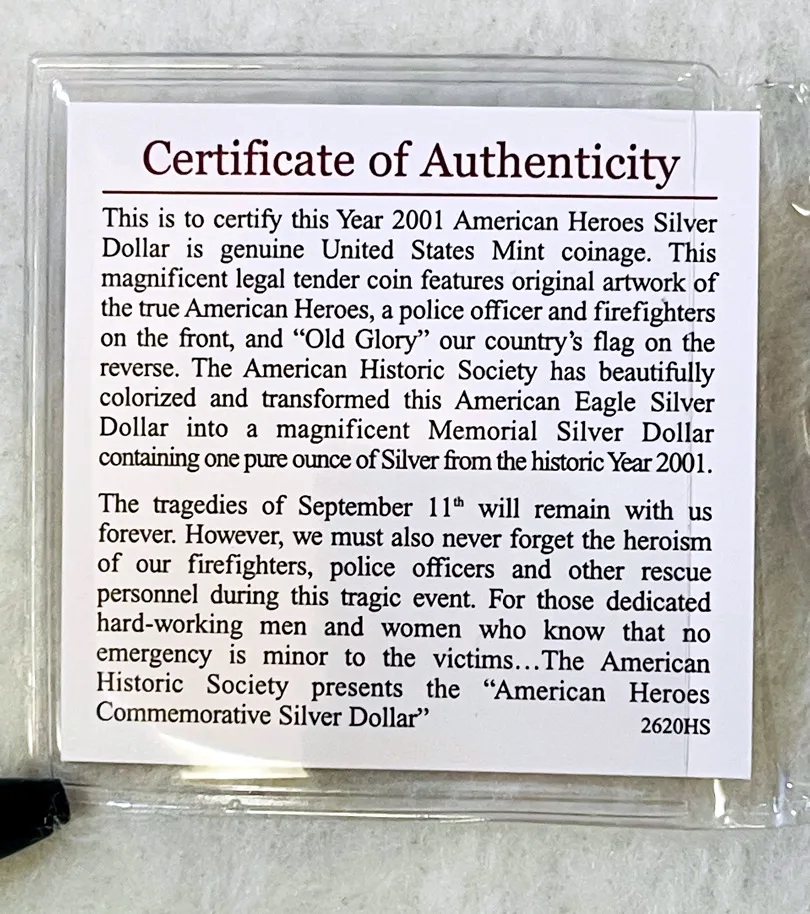 Certificate of Authenticity
This is to certify this Year 2001 American Heroes Silver
Dollar is genuine United States Mint coinage. This
magnificent legal tender coin features original artwork of
the true American Heroes, a police officer and firefighters
on the front, and “Old Glory” our country’s flag on the
reverse. The American Historic Society has beautifully
colorized and transformed this American Eagle Silver
Dollar into a magnificent Memorial Silver Dollar
containing one pure ounce of Silver from the historic Year 2001.
The tragedies of September 11th will remain with us
forever. However, we must also never forget the heroism
of our firefighters, police officers and other rescue
personnel during this tragic event. For those dedicated
hard-working men and women who know that no
emergency is minor to the victims...The American
Historic Society presents the “American Heroes
Commemorative Silver Dollar”
2620HS